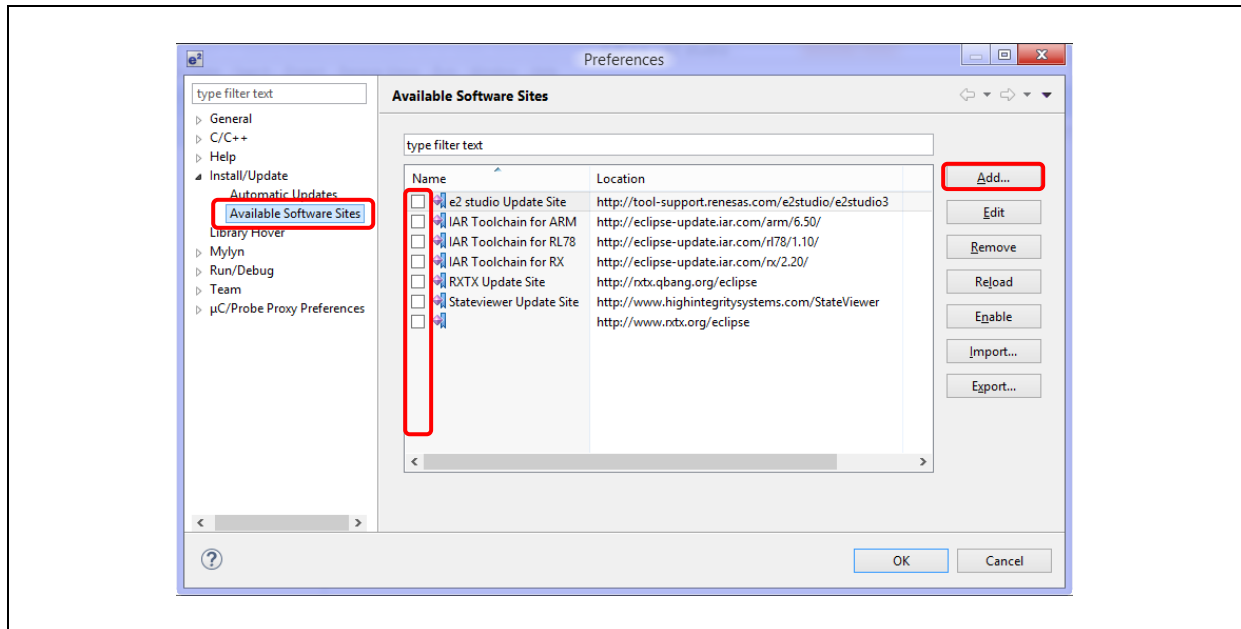 e²
Preferences
X
type filter text
General
C/C++
Help
Install/Update
Automatic Updates
Available Software Sites
Library Hover
Mylyn
Run/Debug
Team
µC/Probe Proxy Preferences
Available Software Sites
type filter text
Name Location
e2 studio Update Site http://tool-support.renesas.com/e2studio/e2studio3
IAR Toolchain for ARM http://eclipse-update.iar.com/arm/6.50/
IAR Toolchain for RL78 http://eclipse-update.iar.com/rl78/1.10/
IAR Toolchain for RX http://eclipse-update.iar.com/rx/2.20/
RXTX Update Site http://rxtx.qbang.org/eclipse
Stateviewer Update Site http://www.highintegritysystems.com/StateViewer
http://www.rxtx.org/eclipse
Add...
Edit
Remove
Reload
Enable
Import...
Export...
?
OK Cancel